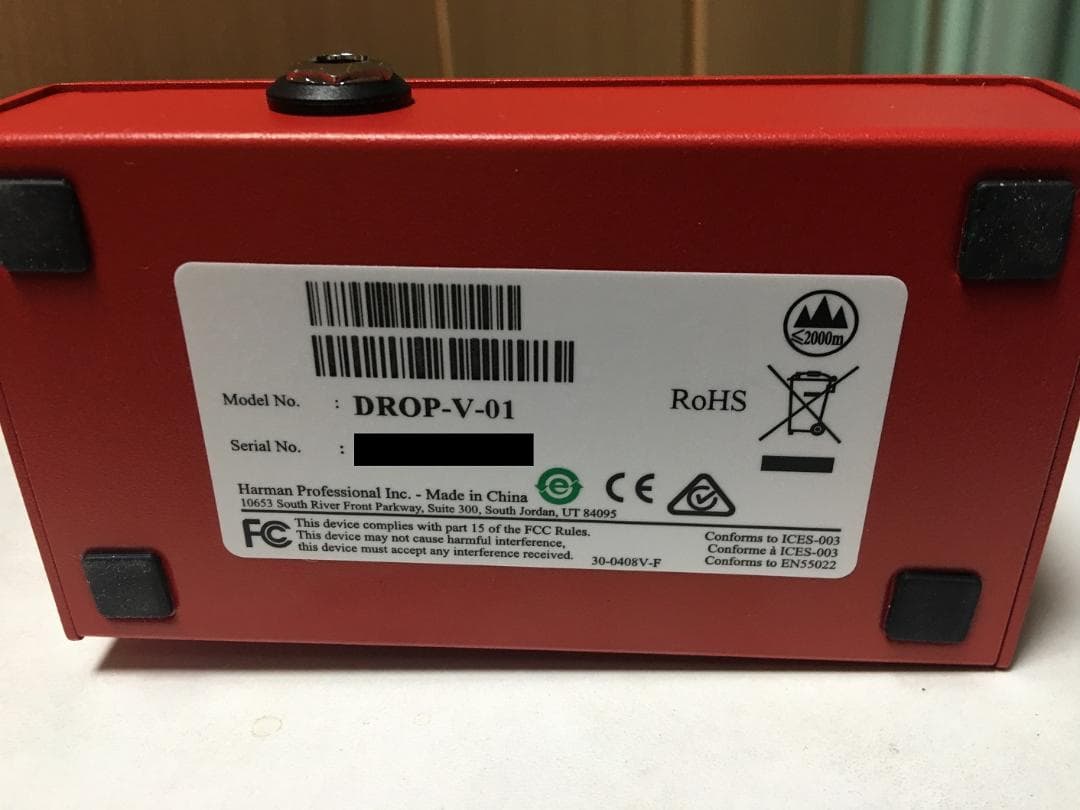 ≤2000m
Model No. : DROP-V-01
RoHS
Serial No. :
Harman Professional Inc. - Made in China e CE
10653 South River Front Parkway, Suite 300, South Jordan, UT 84095
FC This device complies with part 15 of the FCC Rules.
This device may not cause harmful interference,
this device must accept any interference received.
30-0408V-F
Conforms to ICES-003
Conforme à ICES-003
Conforms to EN55022